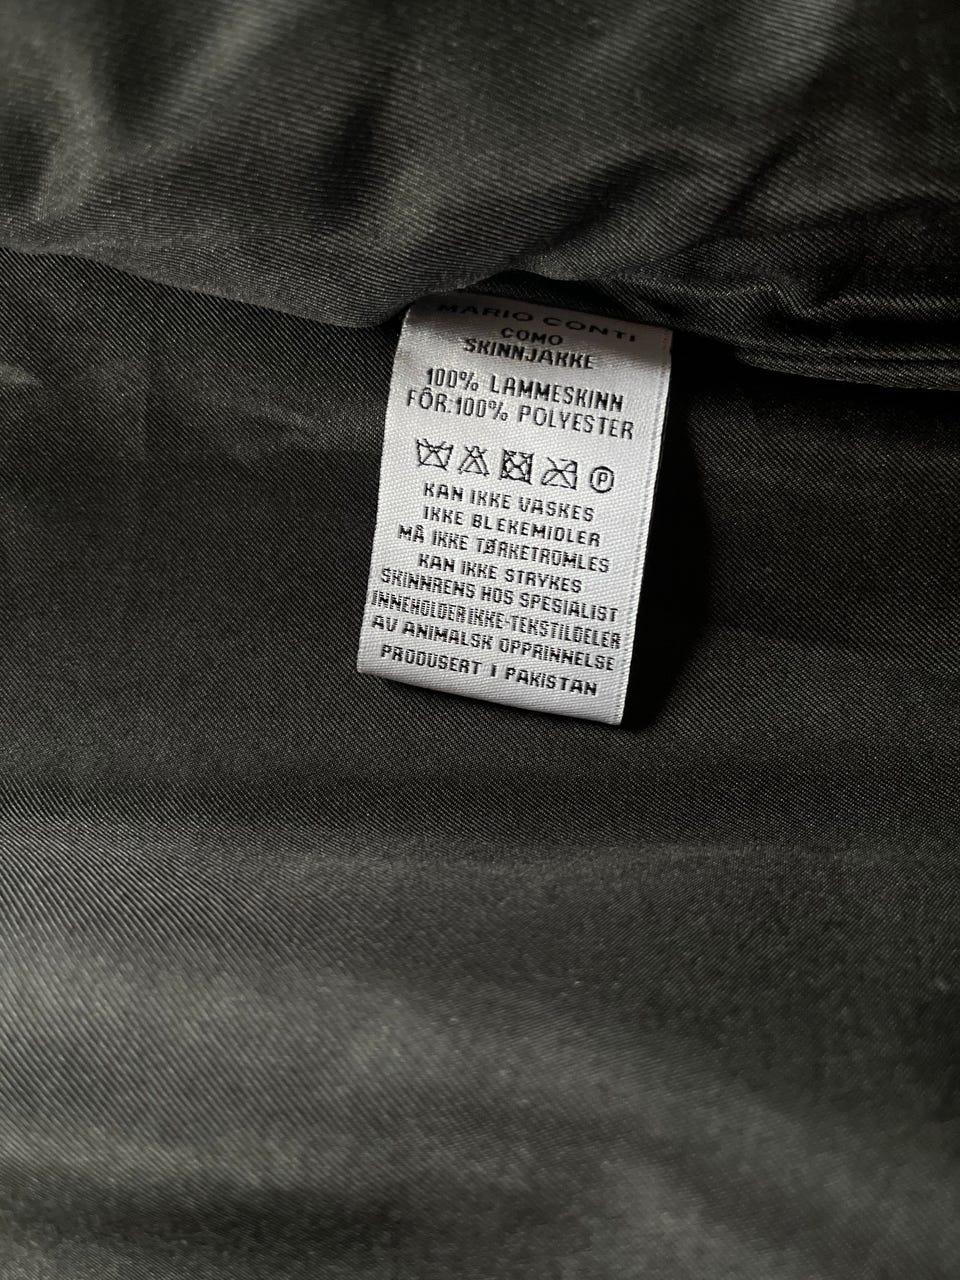 MARIO CONTI
COMO
SKINNJAKKE
100% LAMMESKINN
FÔR:100% POLYESTER
P
KAN IKKE VASKES
IKKE BLEKEMIDLER
MÅ IKKE TØRKETROMLES
KAN IKKE STRYKES
SKINNRENS HOS SPESIALIST
INNEHOLDER IKKE-TEKSTILDELER
AV ANIMALSK OPPRINNELSE
PRODUSERT I PAKISTAN